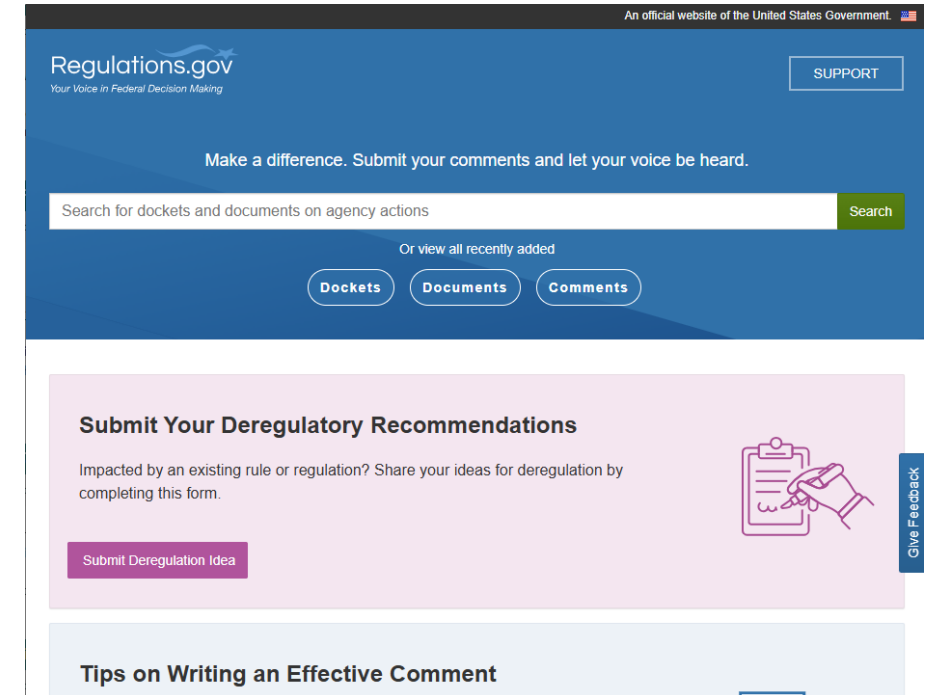 An official website of the United States Government.
Regulations.gov
Your Voice in Federal Decision Making
SUPPORT
Make a difference. Submit your comments and let your voice be heard.
Search for dockets and documents on agency actions
Search
Or view all recently added
Dockets
Documents
Comments
Submit Your Deregulatory Recommendations
Impacted by an existing rule or regulation? Share your ideas for deregulation by
completing this form.
Submit Deregulation Idea
Give Feedback
Tips on Writing an Effective Comment